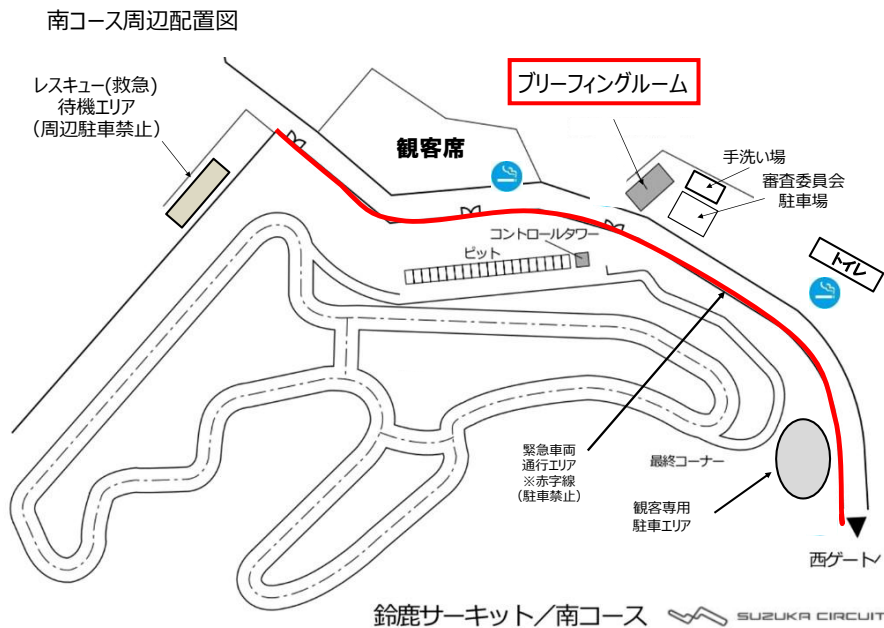 南コース周辺配置図
レスキュー(救急)
待機エリア
(周辺駐車禁止)
ブリーフィングルーム
観客席
手洗い場
審査委員会
駐車場
コントロールタワー
ピット
トイレ
緊急車両
通行エリア
※赤字線
(駐車禁止)
最終コーナー
観客専用
駐車エリア
西ゲート/
鈴鹿サーキット/南コース
SUZUKA CIRCUIT